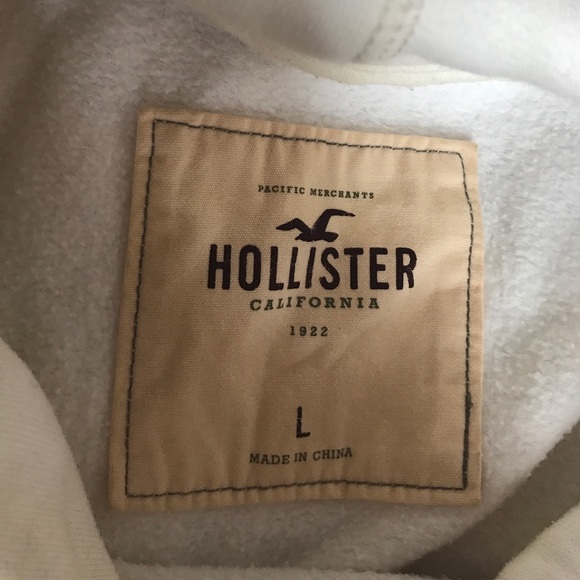 PACIFIC MERCHANTS
HOLLISTER
CALIFORNIA
1922
L
MADE IN CHINA